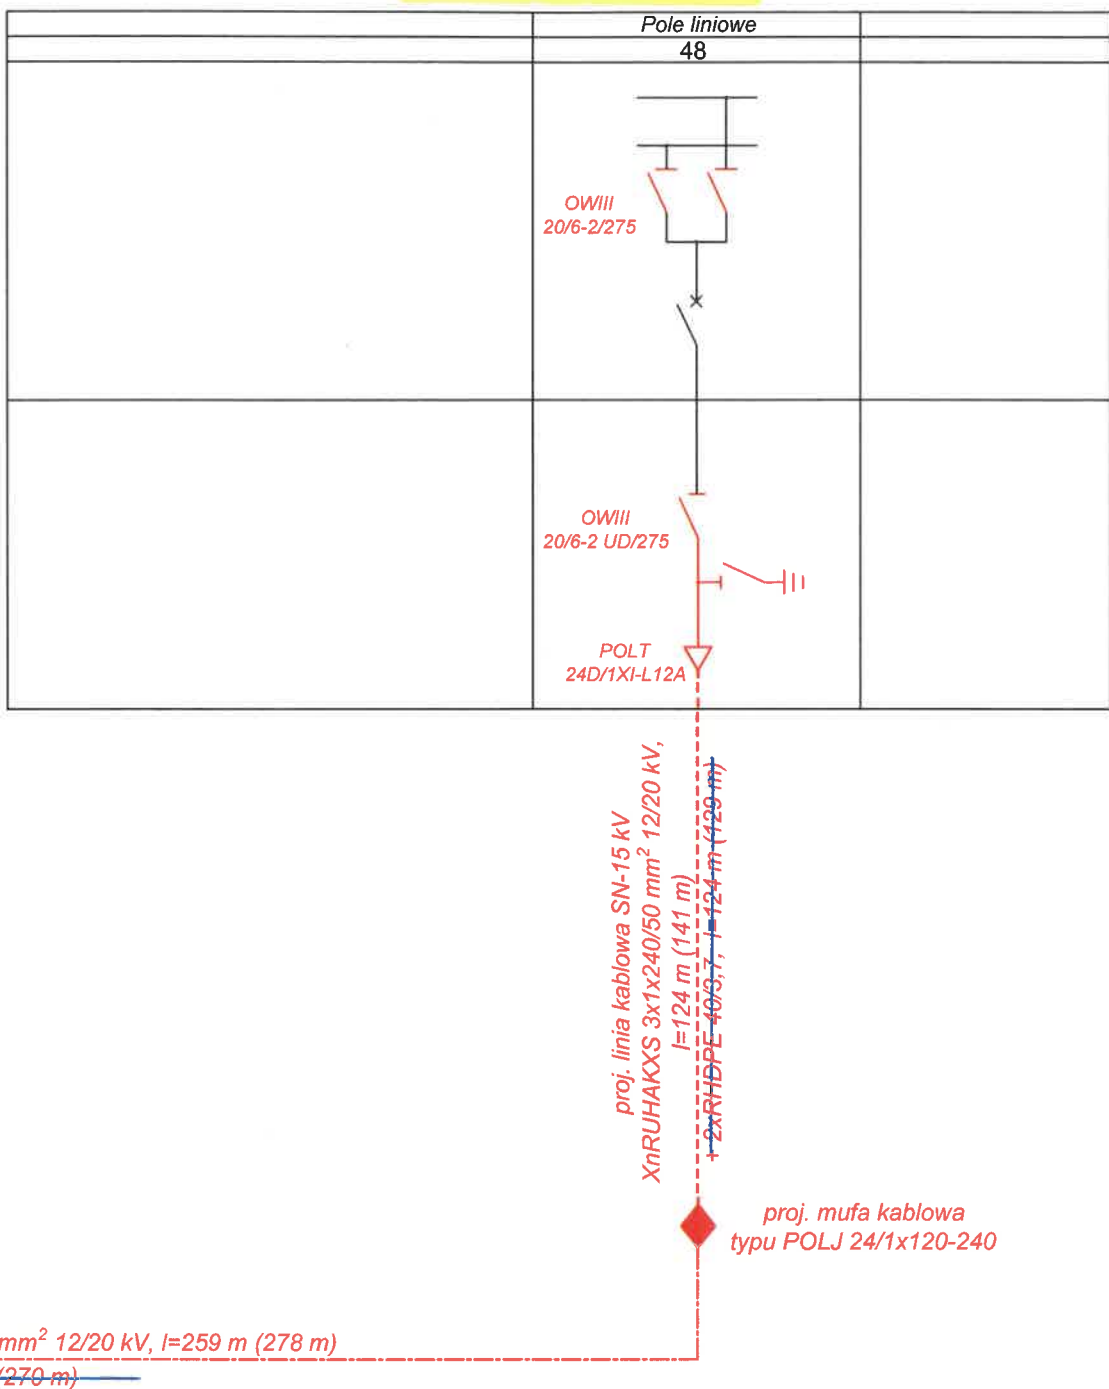 Pole liniowe
48
OWIII
20/6-2/275
OWIII
20/6-2 UD/275
POLT
24D/1XI-L12A
proj. linia kablowa SN-15 kV
XnRUHAKXS 3x1x240/50 mm² 12/20 kV,
l=124 m (141 m)
+ 2xRHDPE 40/3,7, l=124 m (129 m)
proj. mufa kablowa
typu POLJ 24/1x120-240
mm² 12/20 kV, l=259 m (278 m)
(270 m)